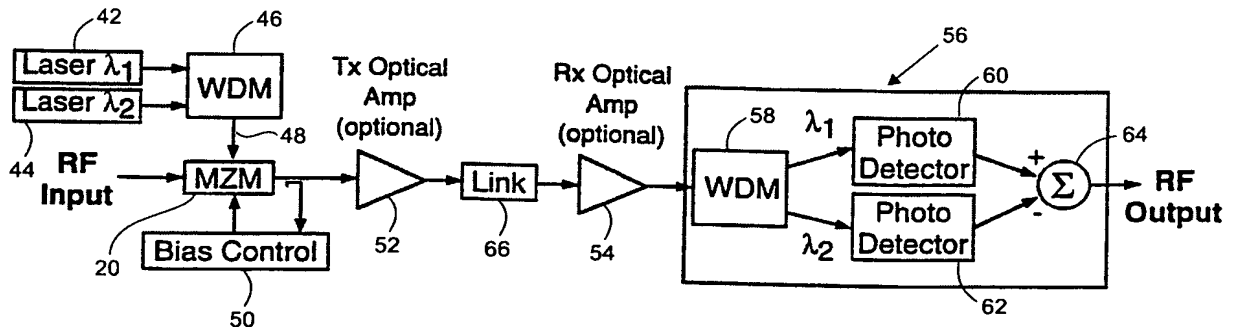 42
46
Laser λ1
Laser λ2
WDM
44
48
RF
Input
MZM
20
Bias Control
50
Tx Optical
Amp
(optional)
52
Link
66
Rx Optical
Amp
(optional)
54
56
58
WDM
60
λ1
Photo
Detector
λ2
Photo
Detector
62
+
-
Σ
64
RF
Output